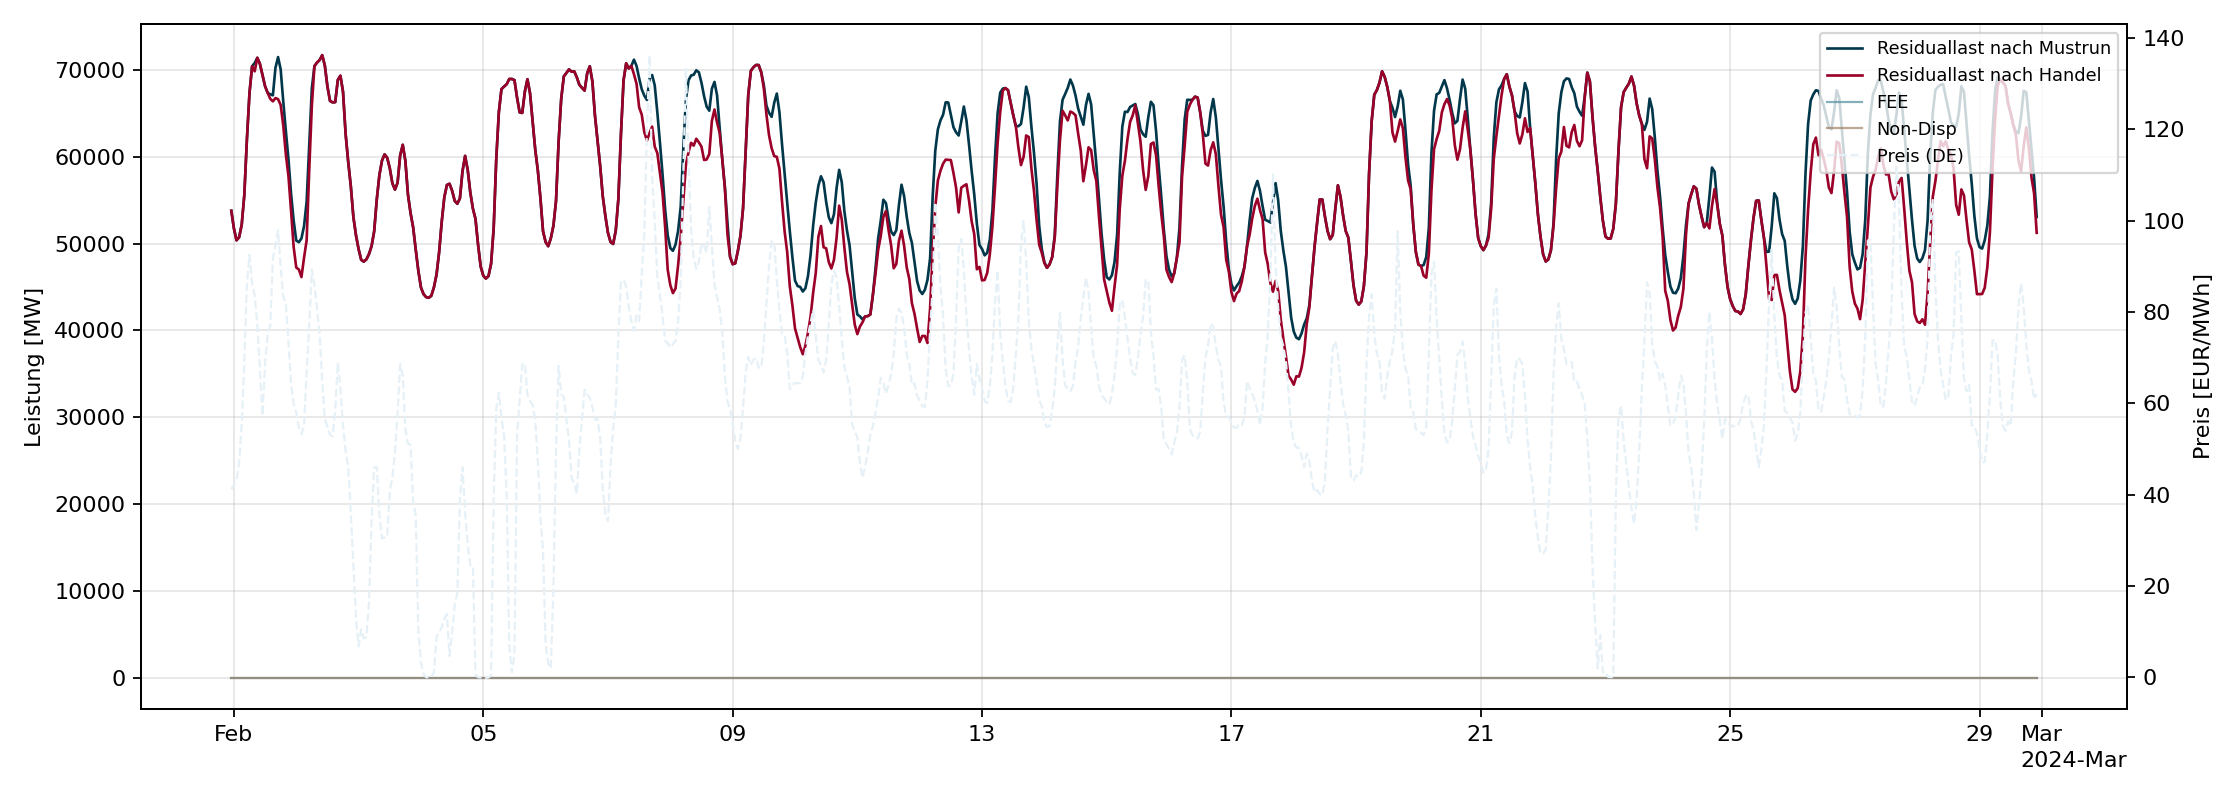 Leistung [MW]
70000
60000
50000
40000
30000
20000
10000
0
Residuallast nach Mustrun
Residuallast nach Handel
FEE
Non-Disp
Preis (DE)
140
120
100
80
60
40
20
0
Preis [EUR/MWh]
Feb
05
09
13
17
21
25
29
Mar
2024-Mar